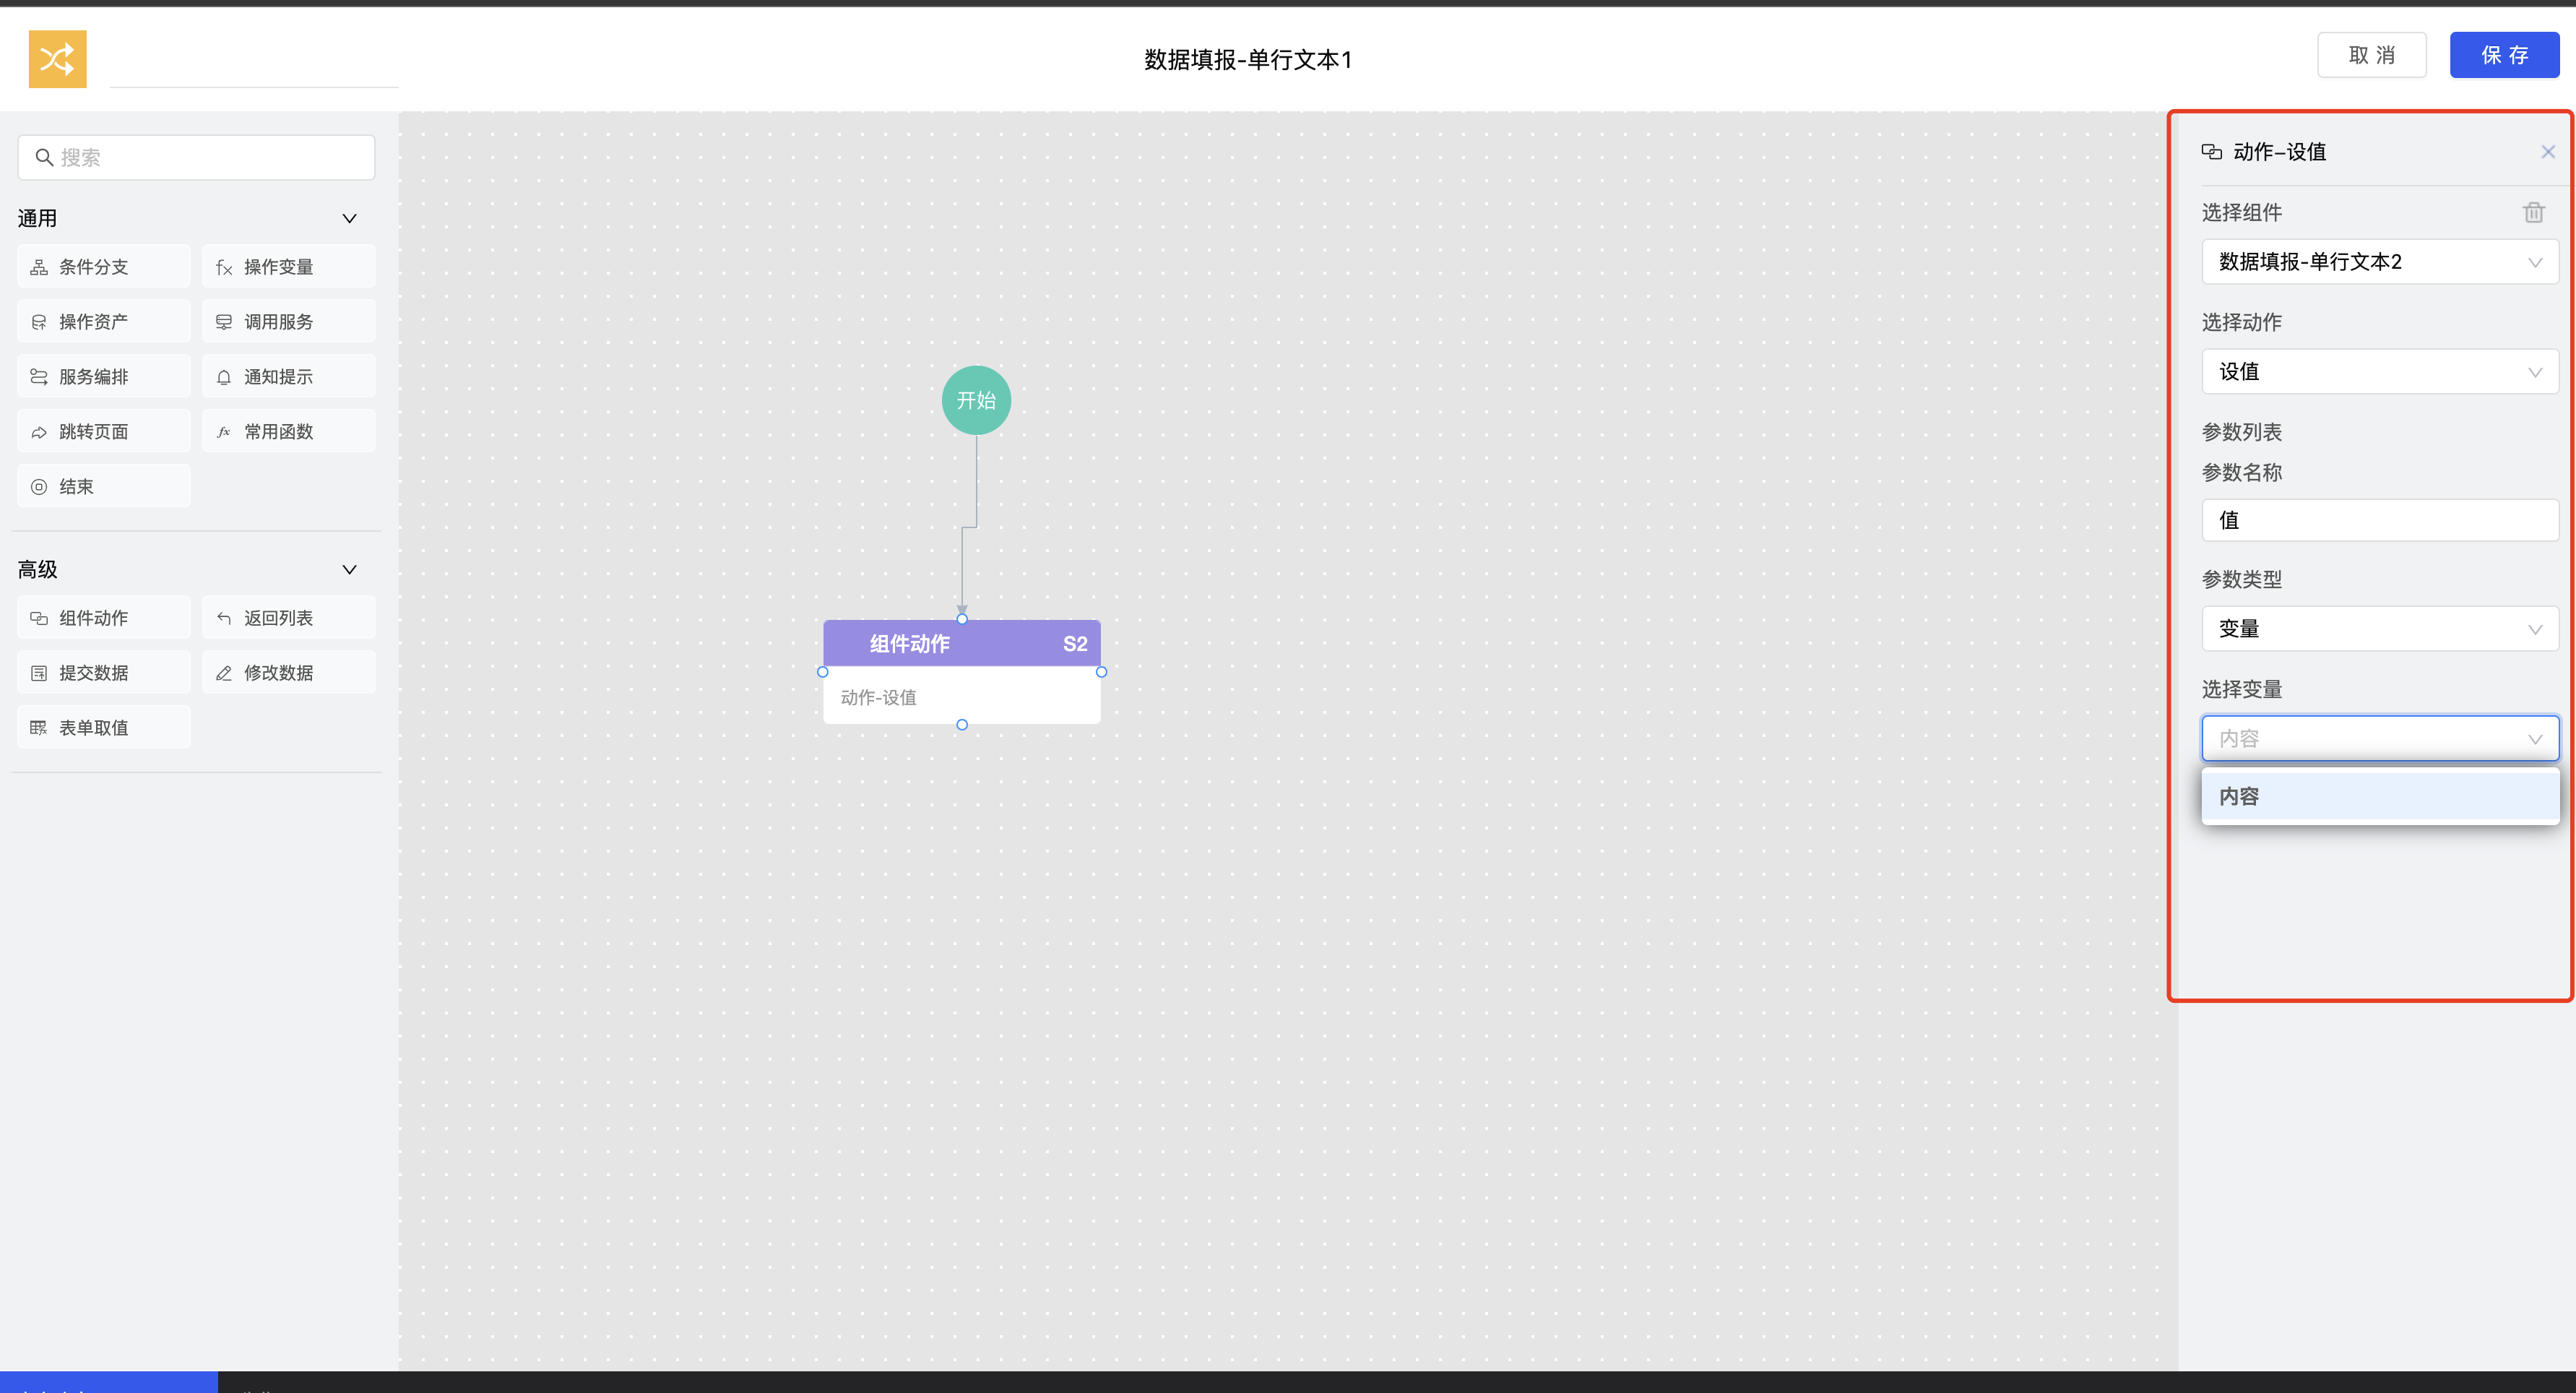 数据填报-单行文本1
取 消
保 存
搜索
通用
条件分支
操作变量
操作资产
调用服务
服务编排
通知提示
跳转页面
常用函数
结束
高级
组件动作
返回列表
提交数据
修改数据
表单取值
开始
组件动作 S2
动作-设值
动作–设值
选择组件
数据填报-单行文本2
选择动作
设值
参数列表
参数名称
值
参数类型
变量
选择变量
内容
内容